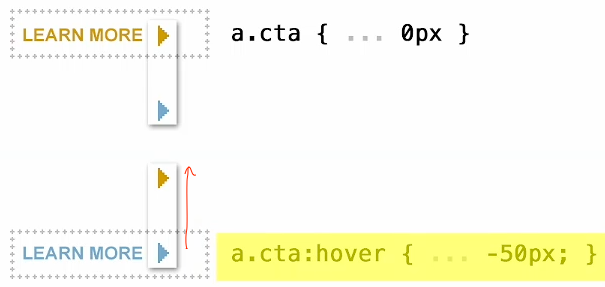 LEARN MORE a.cta { ... 0px }
LEARN MORE a.cta:hover { ... -50px; }